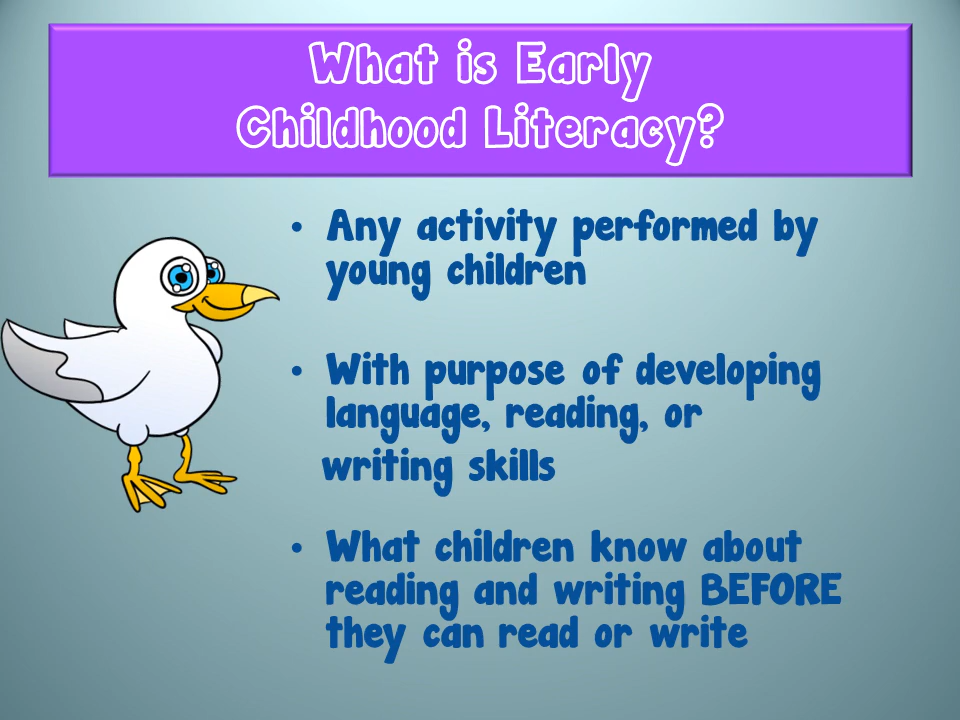 What is Early
Childhood Literacy?
• Any activity performed by
young children
• With purpose of developing
language, reading, or
writing skills
• What children know about
reading and writing BEFORE
they can read or write